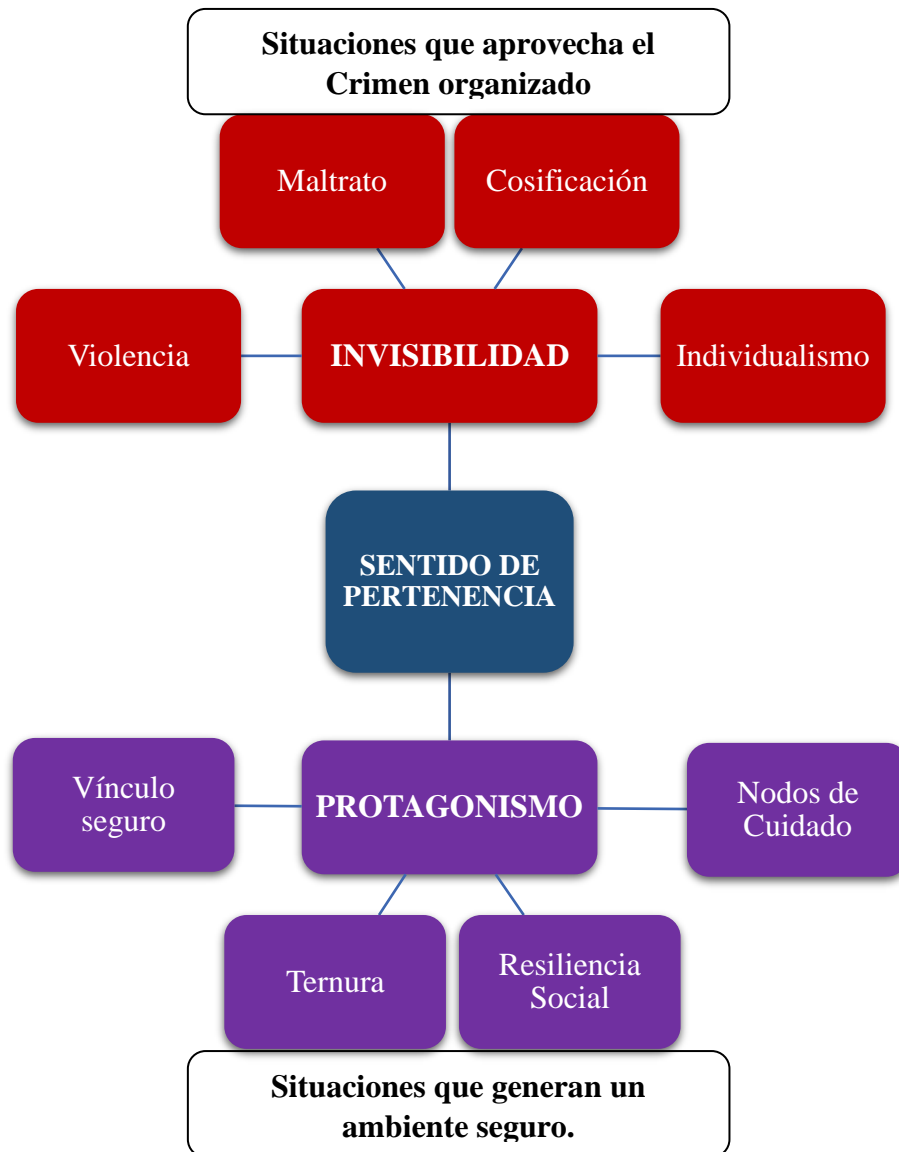 Situaciones que aprovecha el
Crimen organizado
Maltrato
Cosificación
Violencia
INVISIBILIDAD
Individualismo
SENTIDO DE
PERTENENCIA
Vínculo
seguro
PROTAGONISMO
Nodos de
Cuidado
Ternura
Resiliencia
Social
Situaciones que generan un
ambiente seguro.